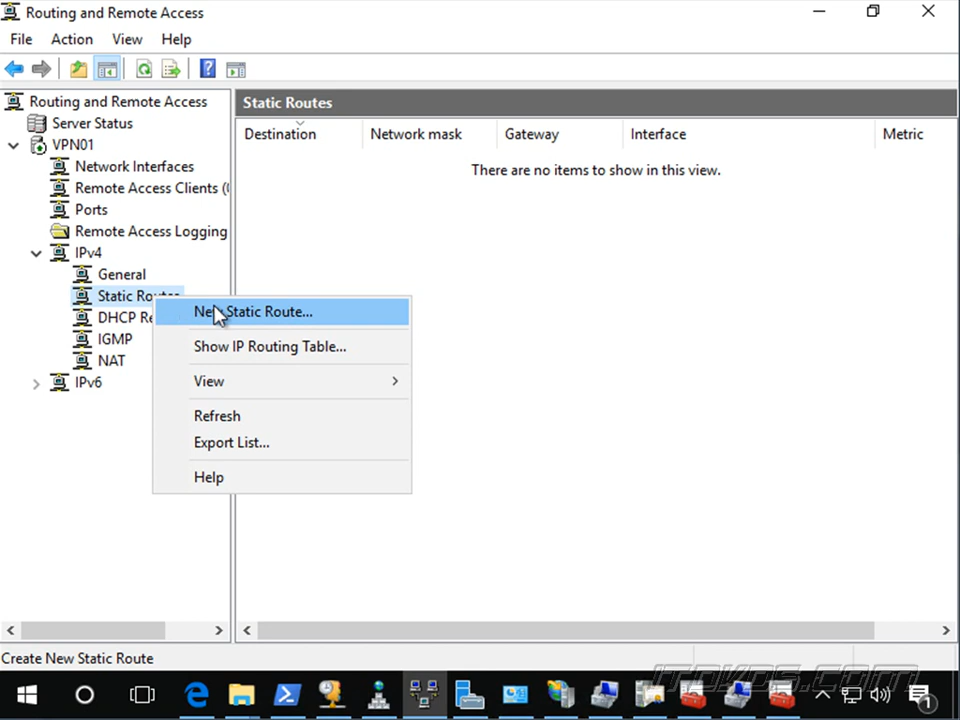 Routing and Remote Access
File Action View Help
Routing and Remote Access
Server Status
VPN01
Network Interfaces
Remote Access Clients (
Ports
Remote Access Logging
IPv4
General
Static Routes
DHCP Re
IGMP
NAT
IPv6
Static Routes
Destination Network mask Gateway Interface Metric
There are no items to show in this view.
New Static Route...
Show IP Routing Table...
View
Refresh
Export List...
Help
Create New Static Route
1